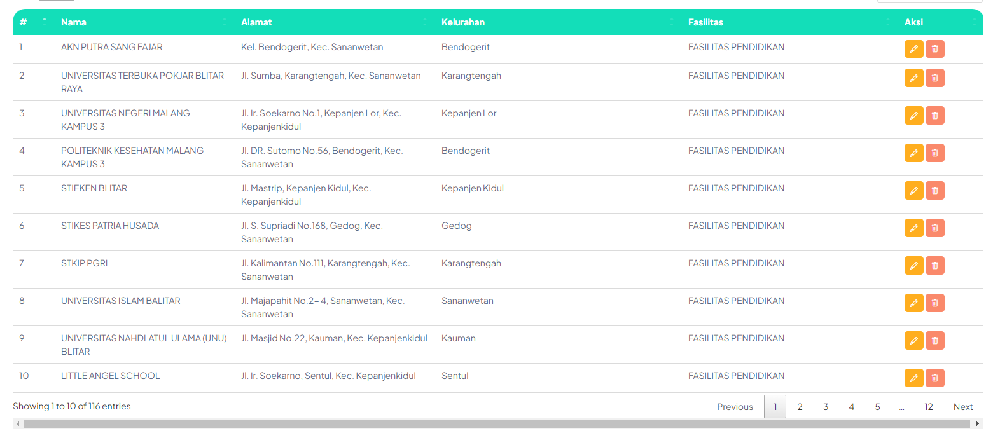 # Nama Alamat Kelurahan Fasilitas Aksi
1 AKN PUTRA SANG FAJAR Kel. Bendogerit, Kec. Sananwetan Bendogerit FASILITAS PENDIDIKAN
2 UNIVERSITAS TERBUKA POKJAR BLITAR Jl. Sumba, Karangtengah, Kec. Sananwetan Karangtengah FASILITAS PENDIDIKAN
RAYA
3 UNIVERSITAS NEGERI MALANG Jl. Ir. Soekarno No.1, Kepanjen Lor, Kec. Kepanjen Lor FASILITAS PENDIDIKAN
KAMPUS 3 Kepanjenkidul
4 POLITEKNIK KESEHATAN MALANG Jl. DR. Sutomo No.56, Bendogerit, Kec. Bendogerit FASILITAS PENDIDIKAN
KAMPUS 3 Sananwetan
5 STIEKEN BLITAR Jl. Mastrip, Kepanjen Kidul, Kec. Kepanjen Kidul FASILITAS PENDIDIKAN
Kepanjenkidul
6 STIKES PATRIA HUSADA Jl. S. Supriadi No.168, Gedog, Kec. Gedog FASILITAS PENDIDIKAN
Sananwetan
7 STKIP PGRI Jl. Kalimantan No.111, Karangtengah, Kec. Karangtengah FASILITAS PENDIDIKAN
Sananwetan
8 UNIVERSITAS ISLAM BALITAR Jl. Majapahit No.2– 4, Sananwetan, Kec. Sananwetan FASILITAS PENDIDIKAN
Sananwetan
9 UNIVERSITAS NAHDLATUL ULAMA (UNU) Jl. Masjid No.22, Kauman, Kec. Kepanjenkidul Kauman FASILITAS PENDIDIKAN
BLITAR
10 LITTLE ANGEL SCHOOL Jl. Ir. Soekarno, Sentul, Kec. Kepanjenkidul Sentul FASILITAS PENDIDIKAN
Showing 1 to 10 of 116 entries Previous 1 2 3 4 5 … 12 Next